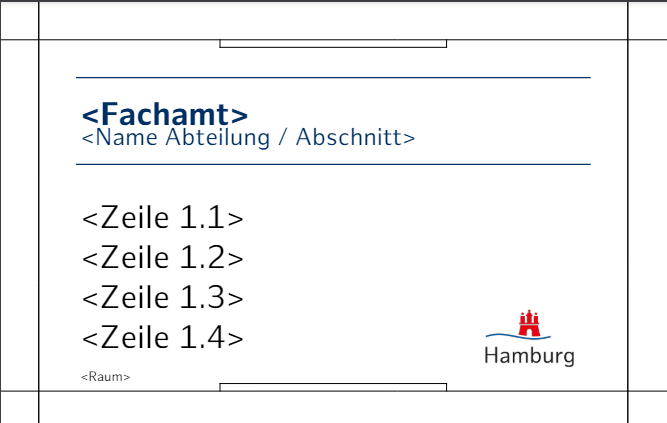 <Fachamt>
<Name Abteilung / Abschnitt>
<Zeile 1.1>
<Zeile 1.2>
<Zeile 1.3>
<Zeile 1.4>
Hamburg
<Raum>